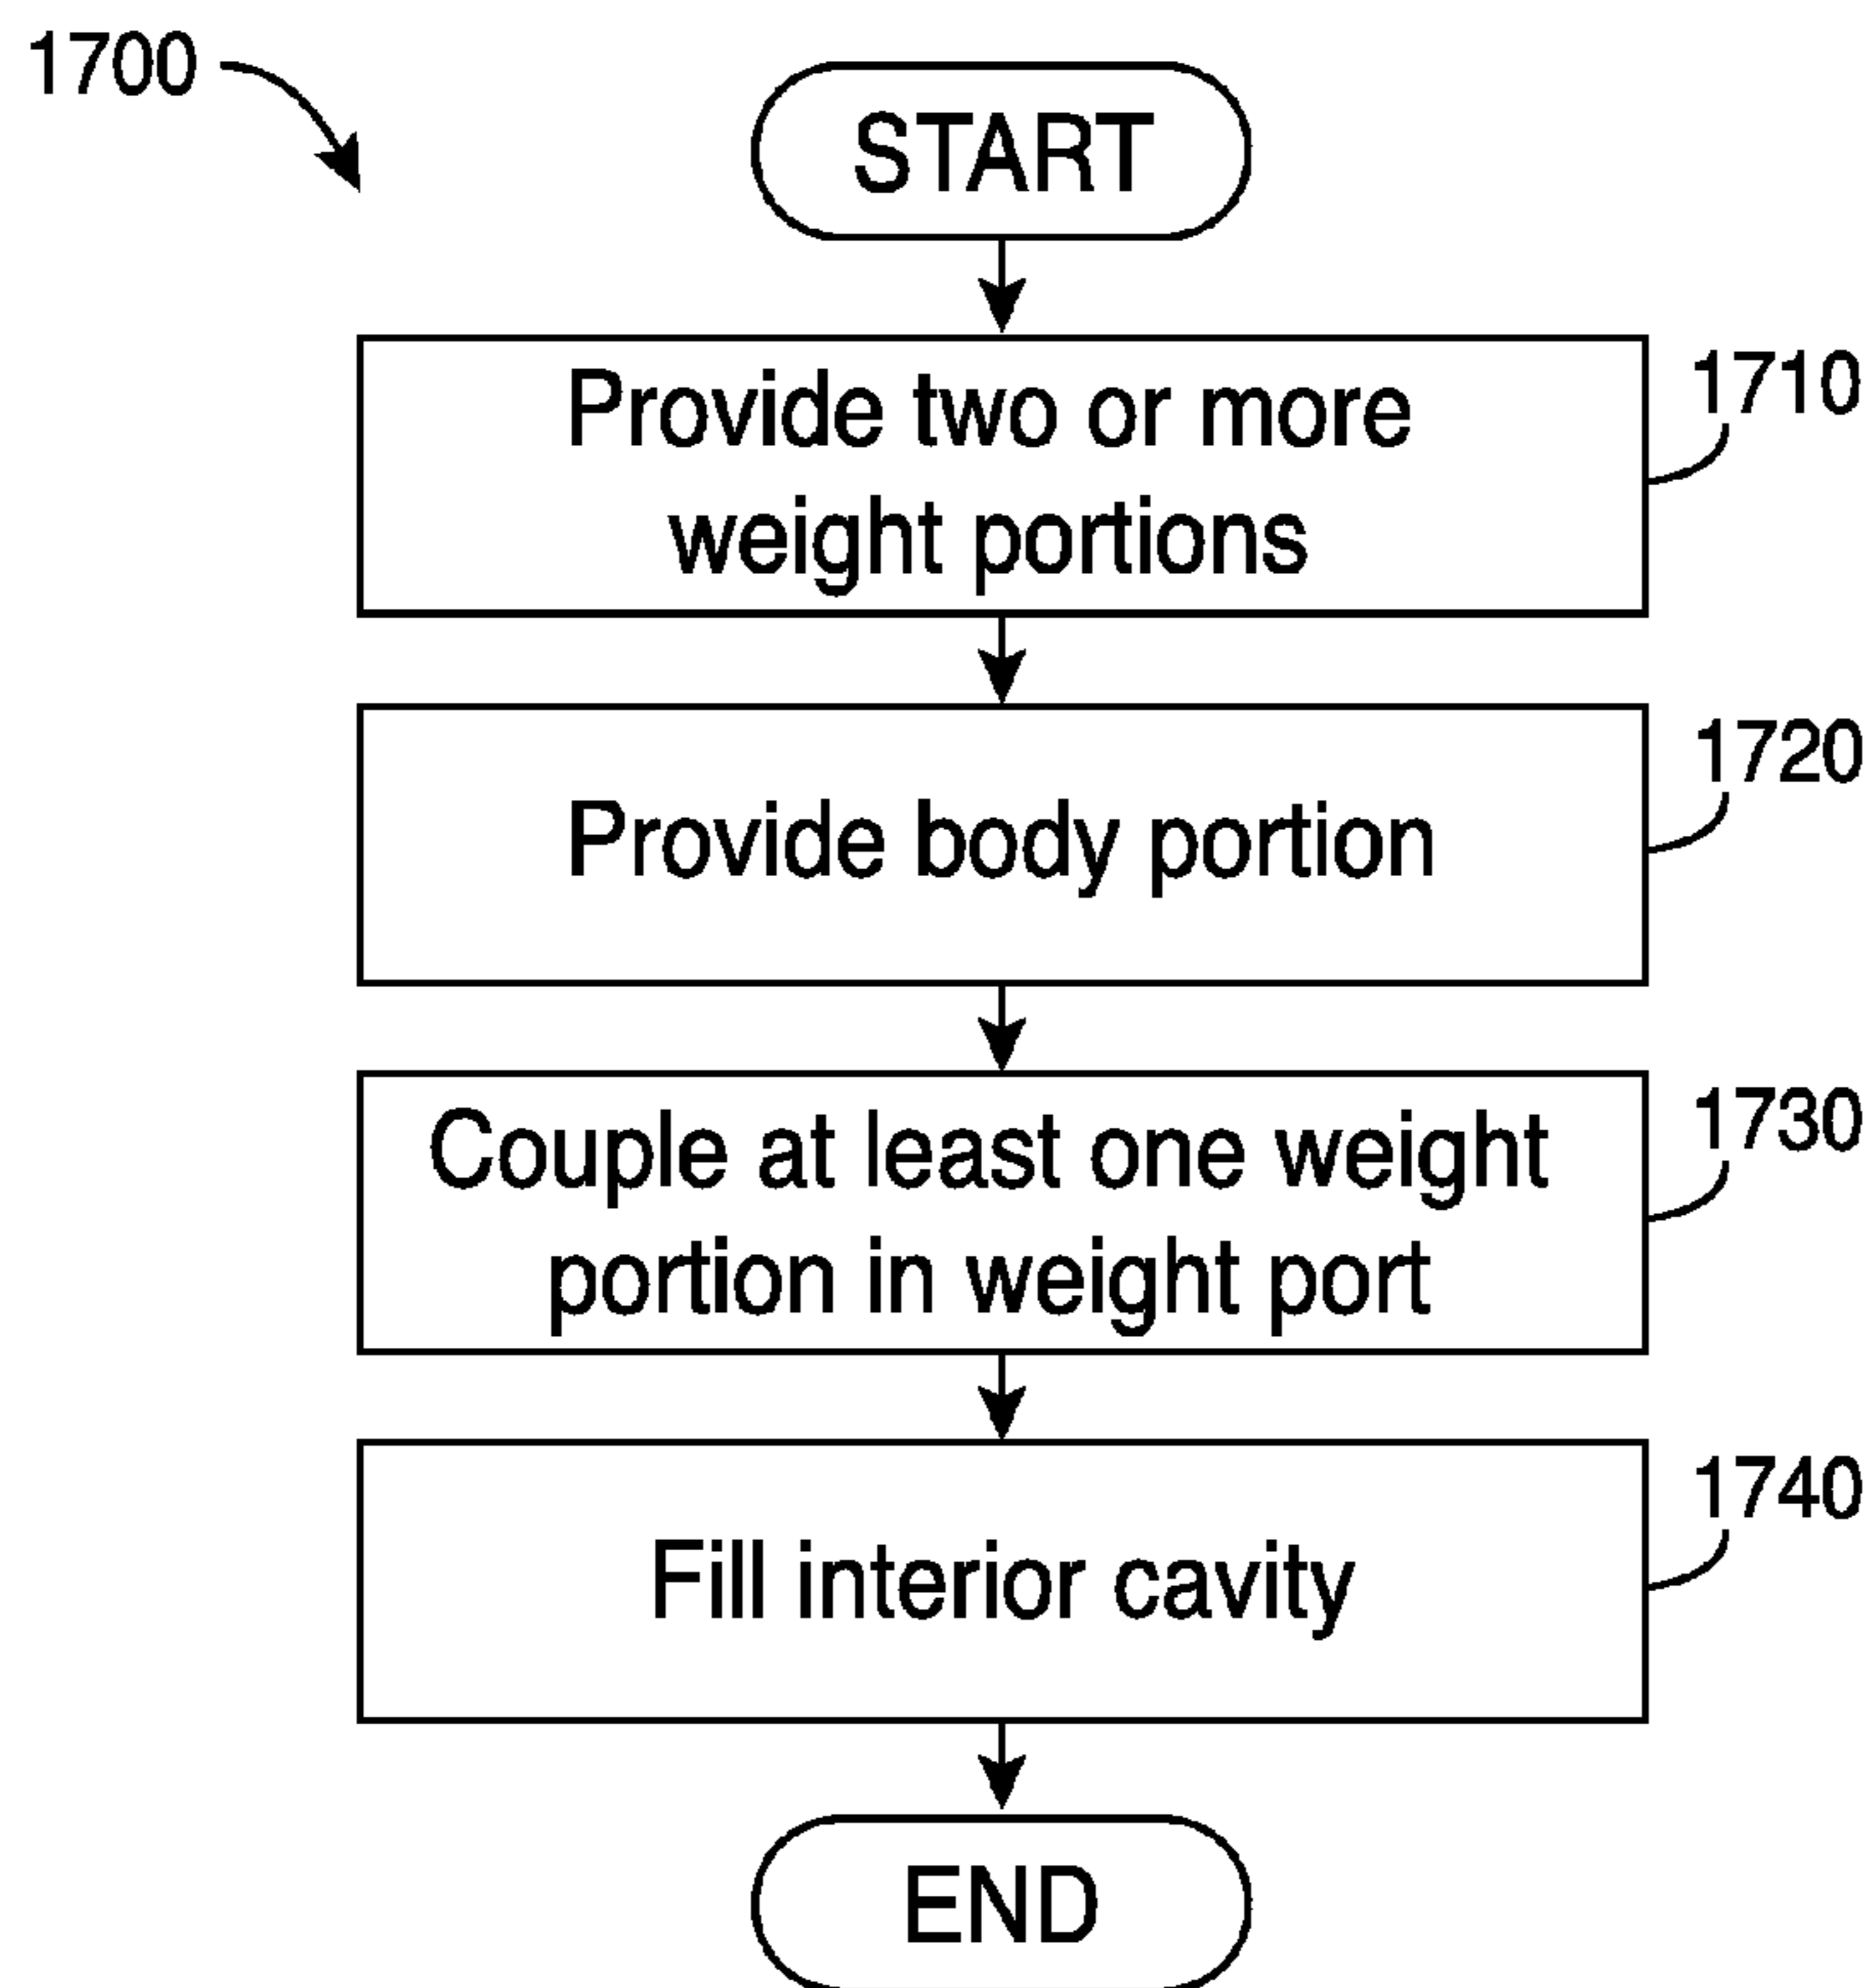 1700
START
Provide two or more
weight portions
1710
Provide body portion
1720
Couple at least one weight
portion in weight port
1730
Fill interior cavity
1740
END